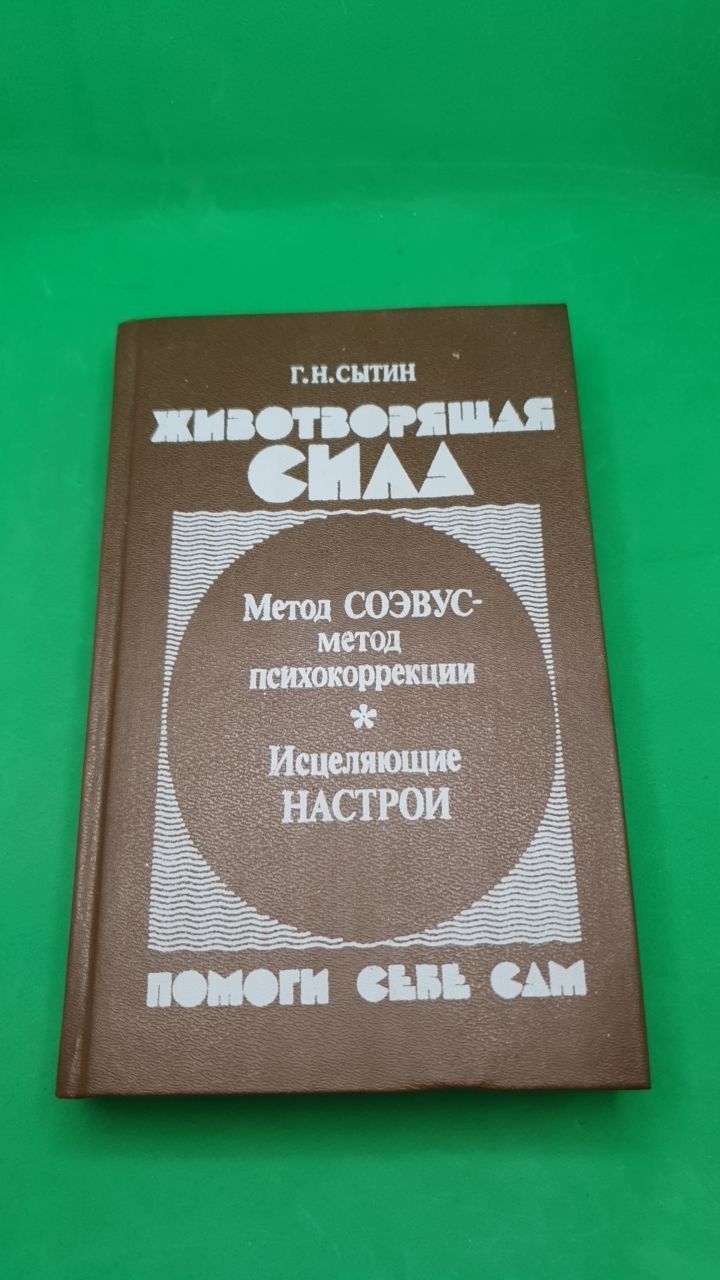 Г.Н.СЫТИН
ЖИВОТВОРЯЩАЯ
СИЛА
Метод СОЭВУС-
метод
психокоррекции
*
Исцеляющие
НАСТРОИ
ПОМОГИ СЕБЕ САМ